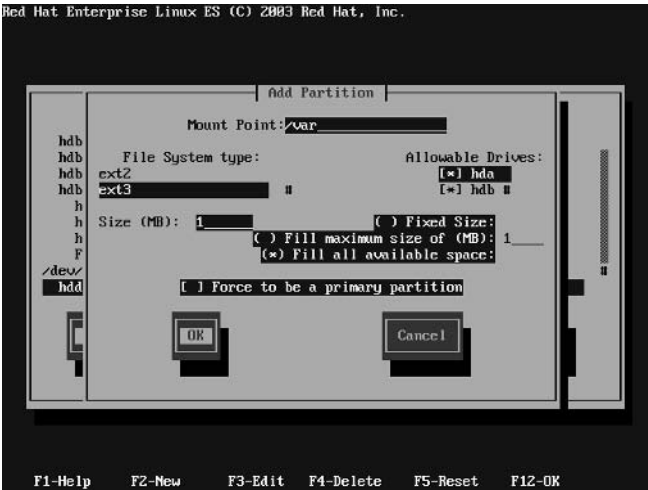 Red Hat Enterprise Linux ES (C) 2003 Red Hat, Inc.
Add Partition
Mount Point:/var
hdb
hdb File System type: Allowable Drives:
hdb ext2 [*] hda
hdb ext3 # [*] hdb #
h
h Size (MB): 1 ( ) Fixed Size:
h ( ) Fill maximum size of (MB): 1
F (*) Fill all available space:
/dev/ #
hdd [ ] Force to be a primary partition
OK Cancel
F1-Help F2-New F3-Edit F4-Delete F5-Reset F12-OK